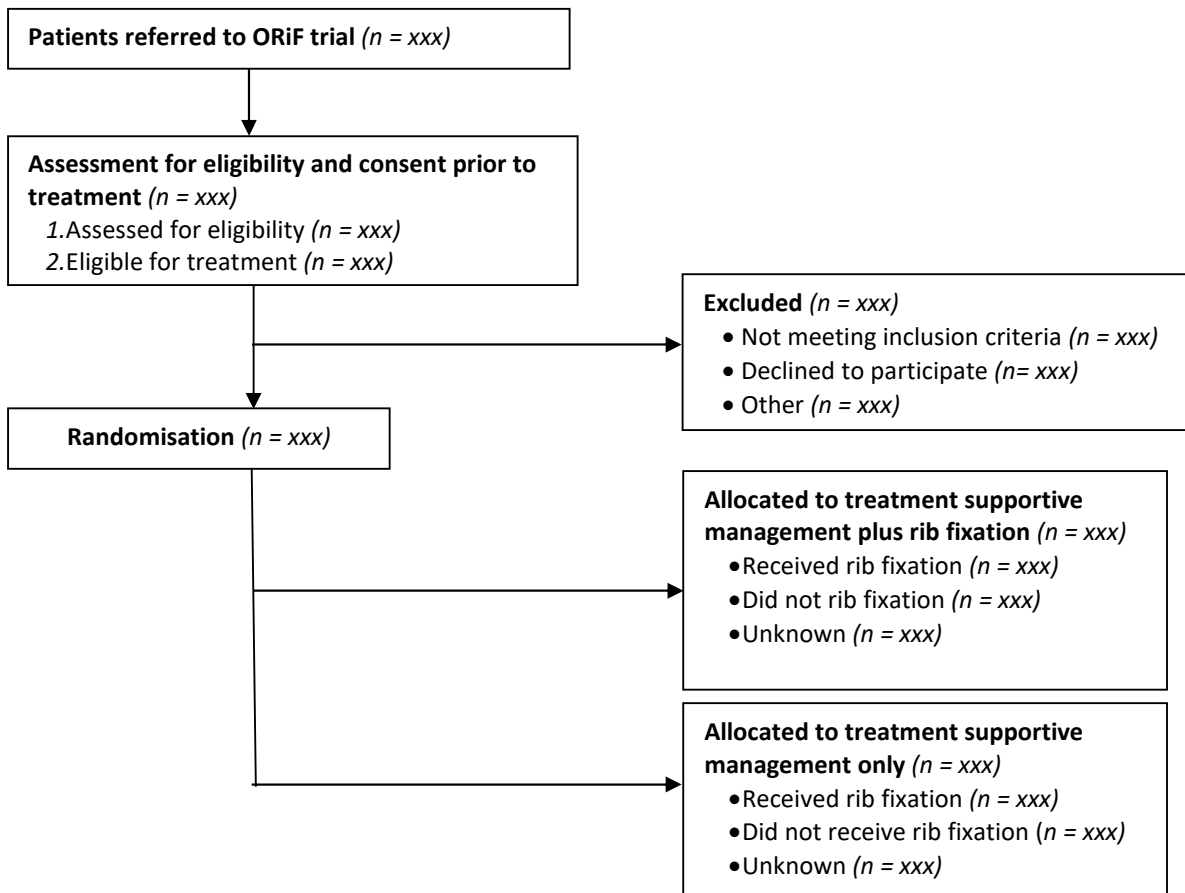 Patients referred to ORiF trial (n = xxx)
Assessment for eligibility and consent prior to
treatment (n = xxx)
1.Assessed for eligibility (n = xxx)
2.Eligible for treatment (n = xxx)
Excluded (n = xxx)
• Not meeting inclusion criteria (n = xxx)
• Declined to participate (n= xxx)
• Other (n = xxx)
Randomisation (n = xxx)
Allocated to treatment supportive
management plus rib fixation (n = xxx)
•Received rib fixation (n = xxx)
•Did not rib fixation (n = xxx)
•Unknown (n = xxx)
Allocated to treatment supportive
management only (n = xxx)
•Received rib fixation (n = xxx)
•Did not receive rib fixation (n = xxx)
•Unknown (n = xxx)